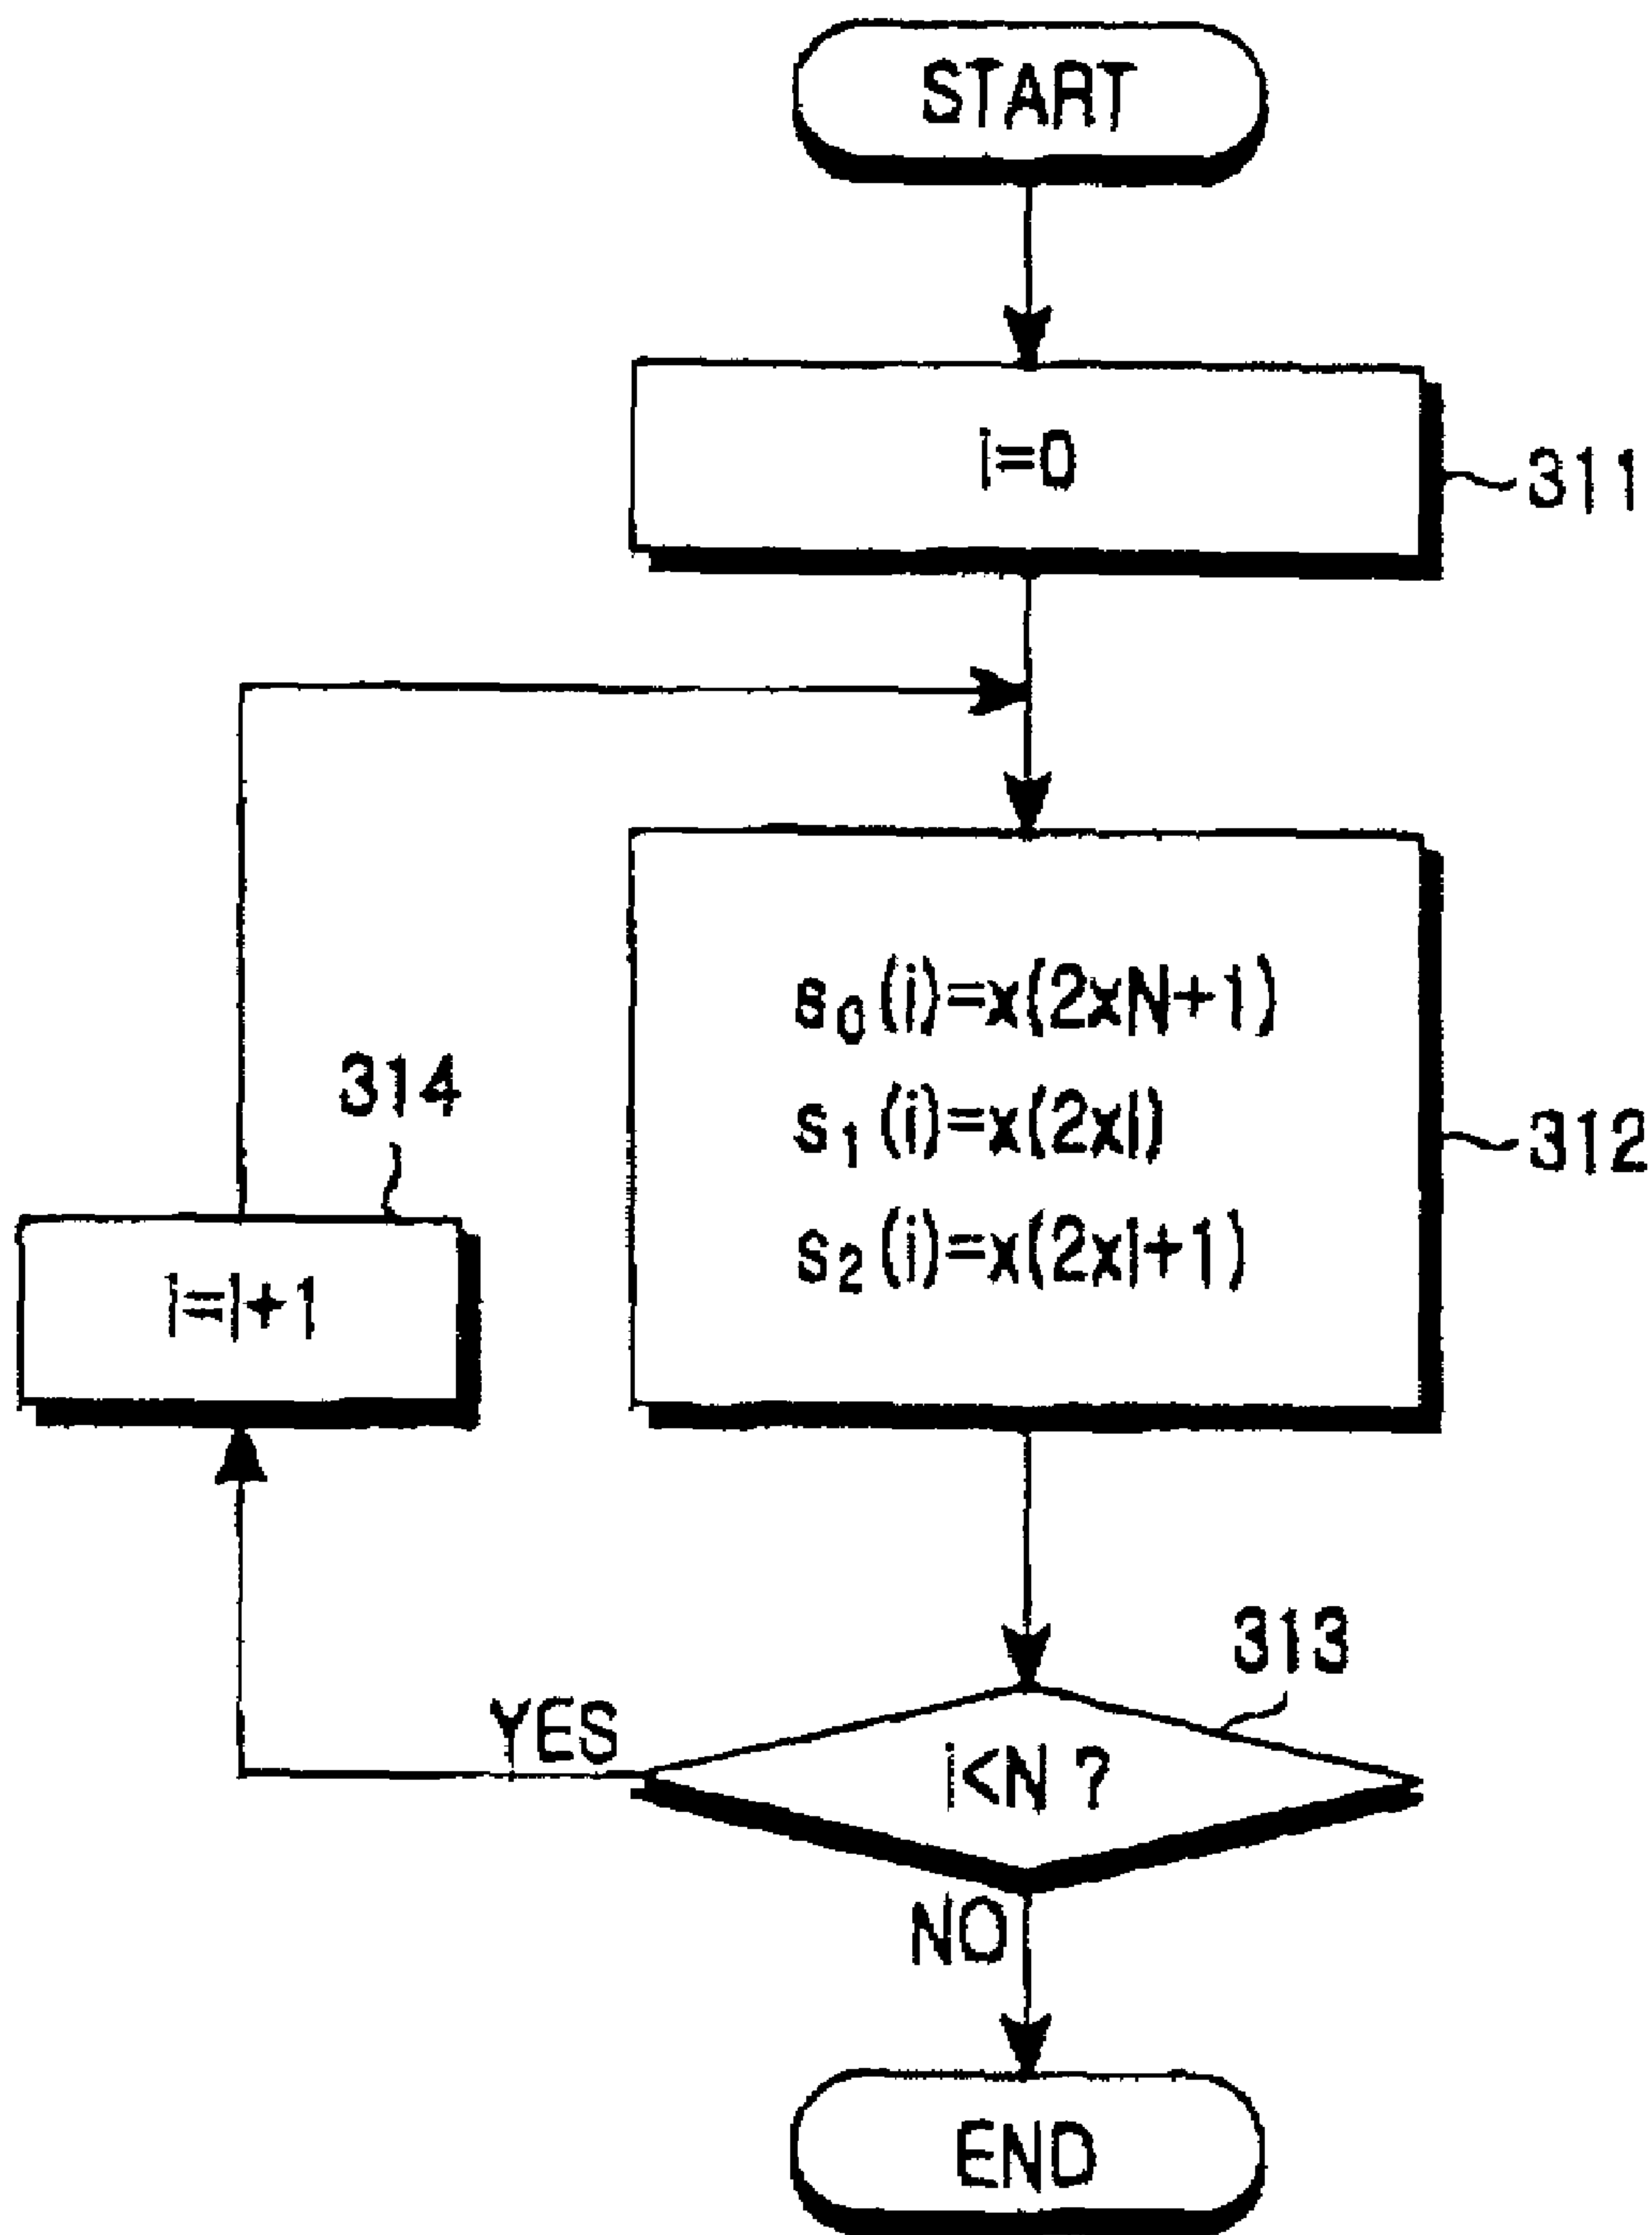 START
i=0
311
s₀(i)=x(2xN+1)
s₁(i)=x(2xi)
s₂(i)=x(2xi+1)
312
314
i=i+1
313
i<N ?
YES
NO
END